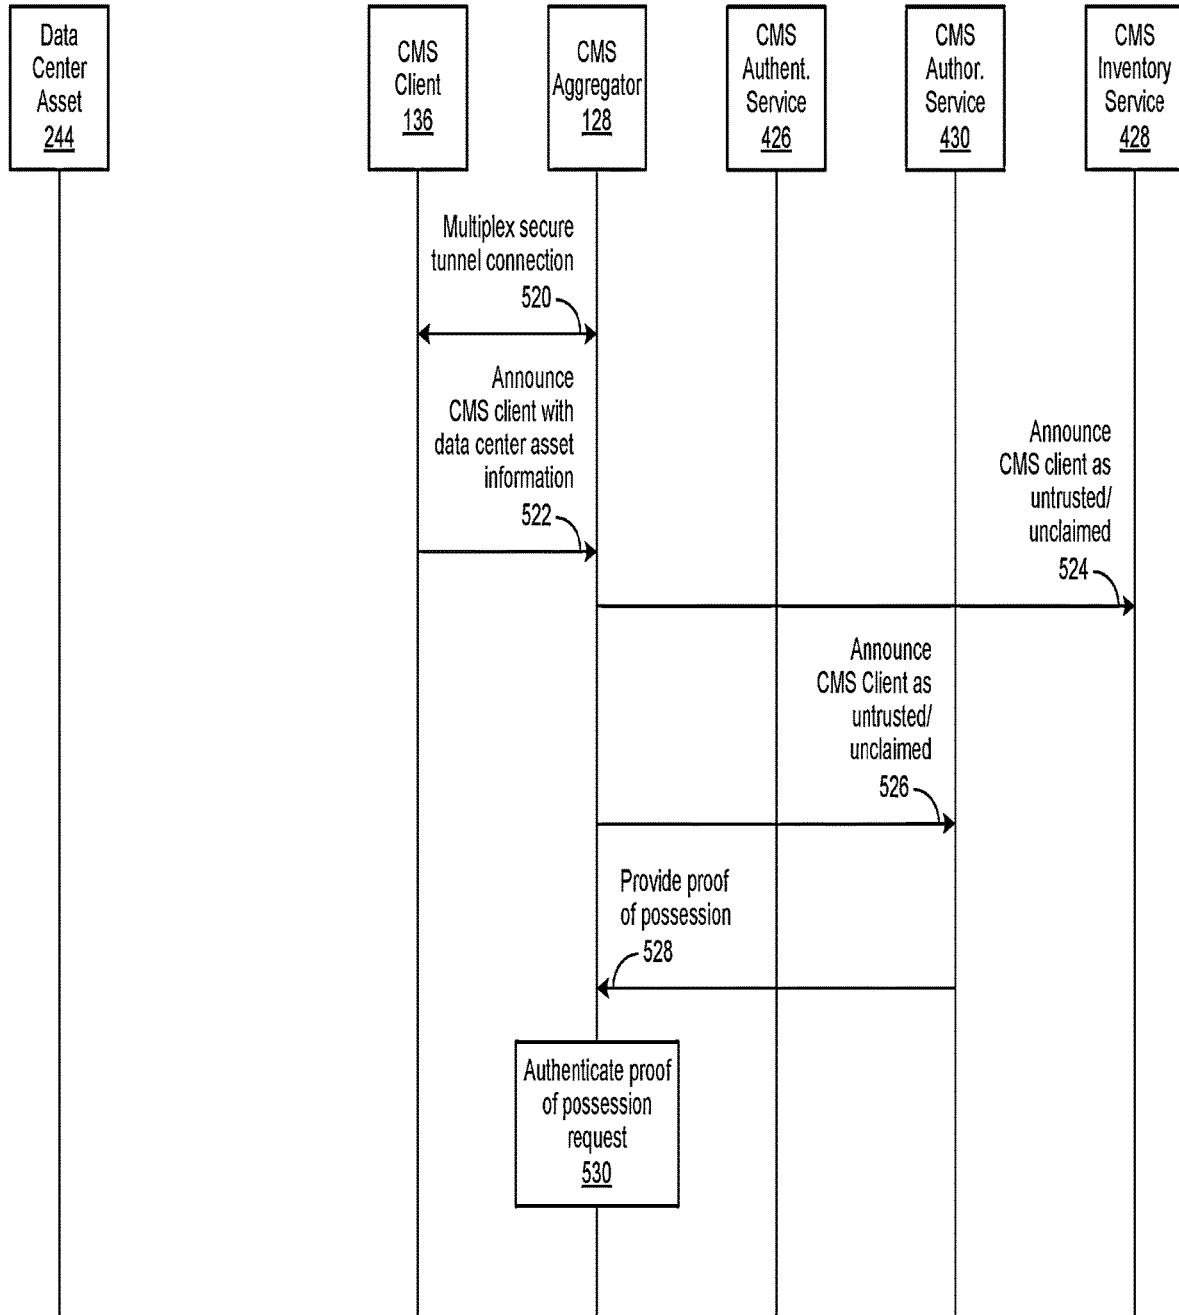 Data
Center
Asset
244
CMS
Client
136
CMS
Aggregator
128
CMS
Authent.
Service
426
CMS
Author.
Service
430
CMS
Inventory
Service
428
Multiplex secure
tunnel connection
520
Announce
CMS client with
data center asset
information
522
Announce
CMS client as
untrusted/
unclaimed
524
Announce
CMS Client as
untrusted/
unclaimed
526
Provide proof
of possession
528
Authenticate proof
of possession
request
530